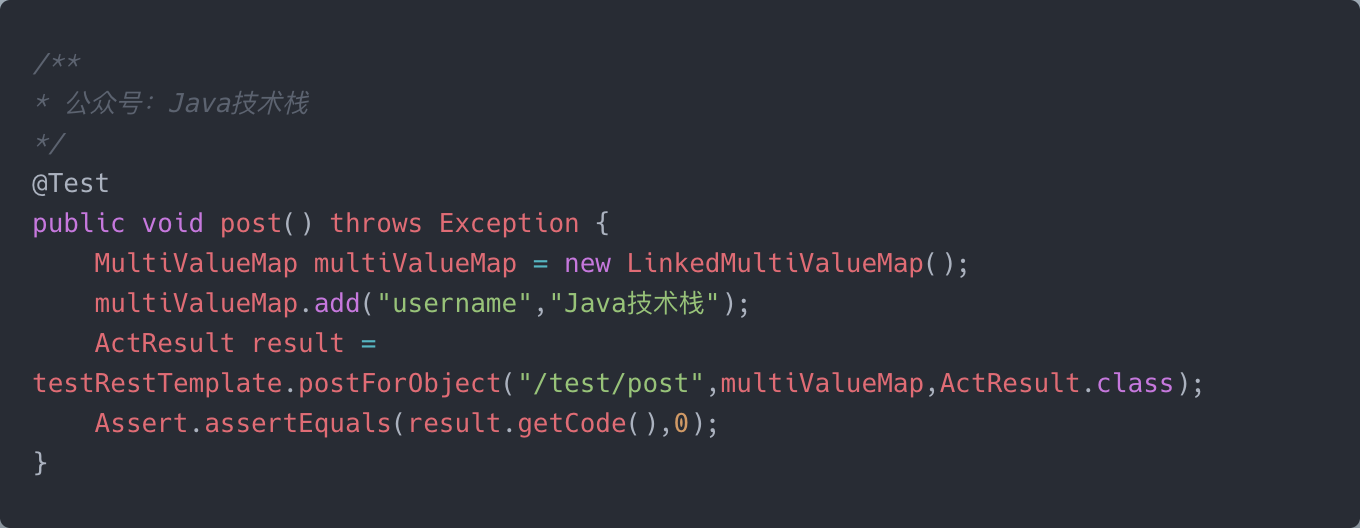 /**
* 公众号：Java技术栈
*/
@Test
public void post() throws Exception {
    MultiValueMap multiValueMap = new LinkedMultiValueMap();
    multiValueMap.add("username","Java技术栈");
    ActResult result =
testRestTemplate.postForObject("/test/post",multiValueMap,ActResult.class);
    Assert.assertEquals(result.getCode(),0);
}